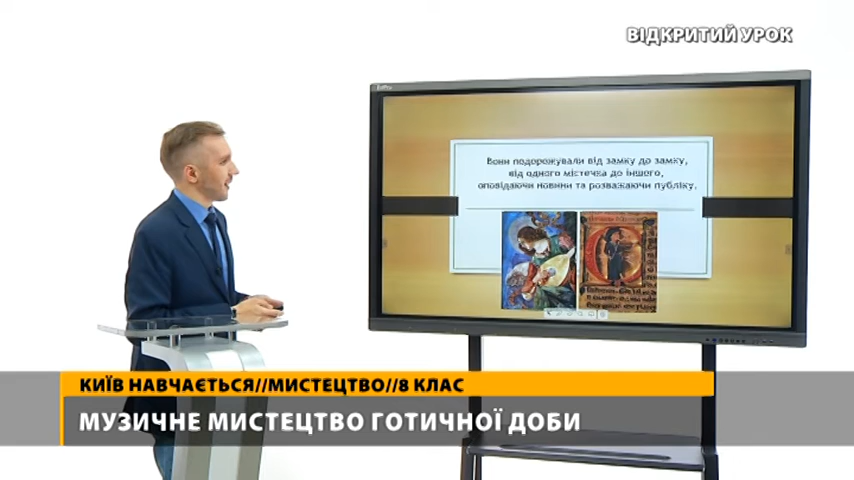 ВІДКРИТИЙ УРОК
Вони подорожували від замку до замку,
від одного містечка до іншого,
оповідаючи новини та розважаючи публіку.
КИЇВ НАВЧАЄТЬСЯ//МИСТЕЦТВО//8 КЛАС
МУЗИЧНЕ МИСТЕЦТВО ГОТИЧНОЇ ДОБИ